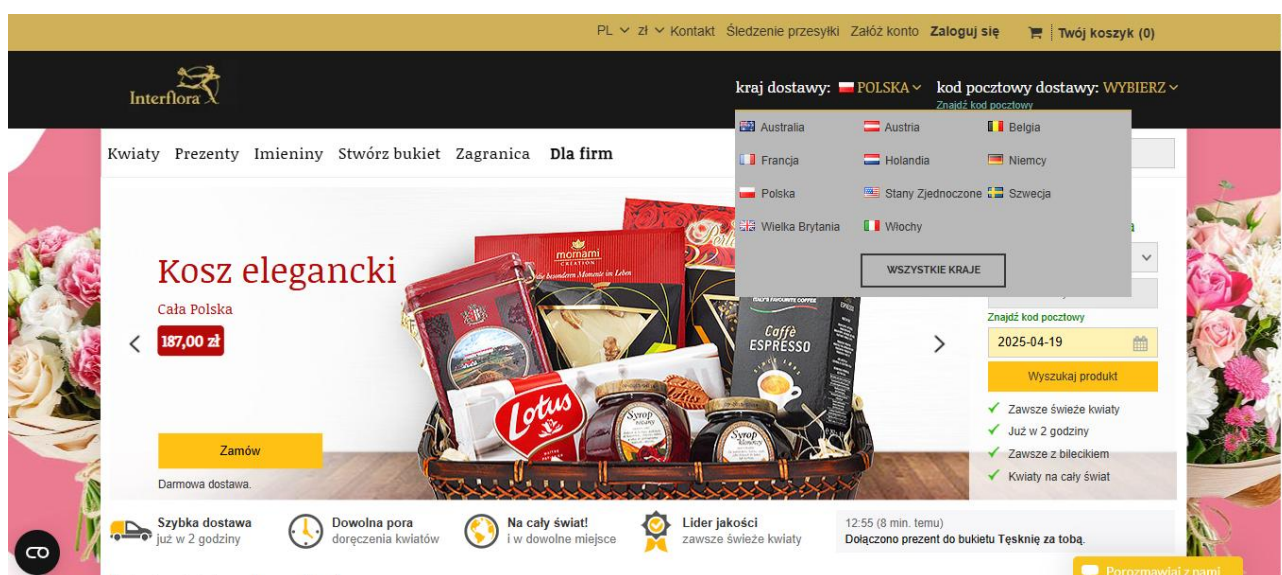 PL zł Kontakt Śledzenie przesyłki Załóż konto Zaloguj się Twój koszyk (0)
Interflora
kraj dostawy: POLSKA kod pocztowy dostawy: WYBIERZ
Znajdź kod pocztowy
Australia Austria Belgia
Francja Holandia Niemcy
Polska Stany Zjednoczone Szwecja
Wielka Brytania Włochy
WSZYSTKIE KRAJE
Kwiaty Prezenty Imieniny Stwórz bukiet Zagranica Dla firm
Kosz elegancki
Cała Polska
187,00 zł
Zamów
Darmowa dostawa.
momami
CREATION
Caffè
ESPRESSO
Lotus
Syrop
Syrop
Znajdź kod pocztowy
2025-04-19
Wyszukaj produkt
Zawsze świeże kwiaty
Już w 2 godziny
Zawsze z bilecikiem
Kwiaty na cały świat
Szybka dostawa
już w 2 godziny
Dowolna pora
doręczenia kwiatów
Na cały świat!
i w dowolne miejsce
Lider jakości
zawsze świeże kwiaty
12:55 (8 min. temu)
Dołączono prezent do bukietu Tęsknię za tobą.
Porozmawiaj z nami